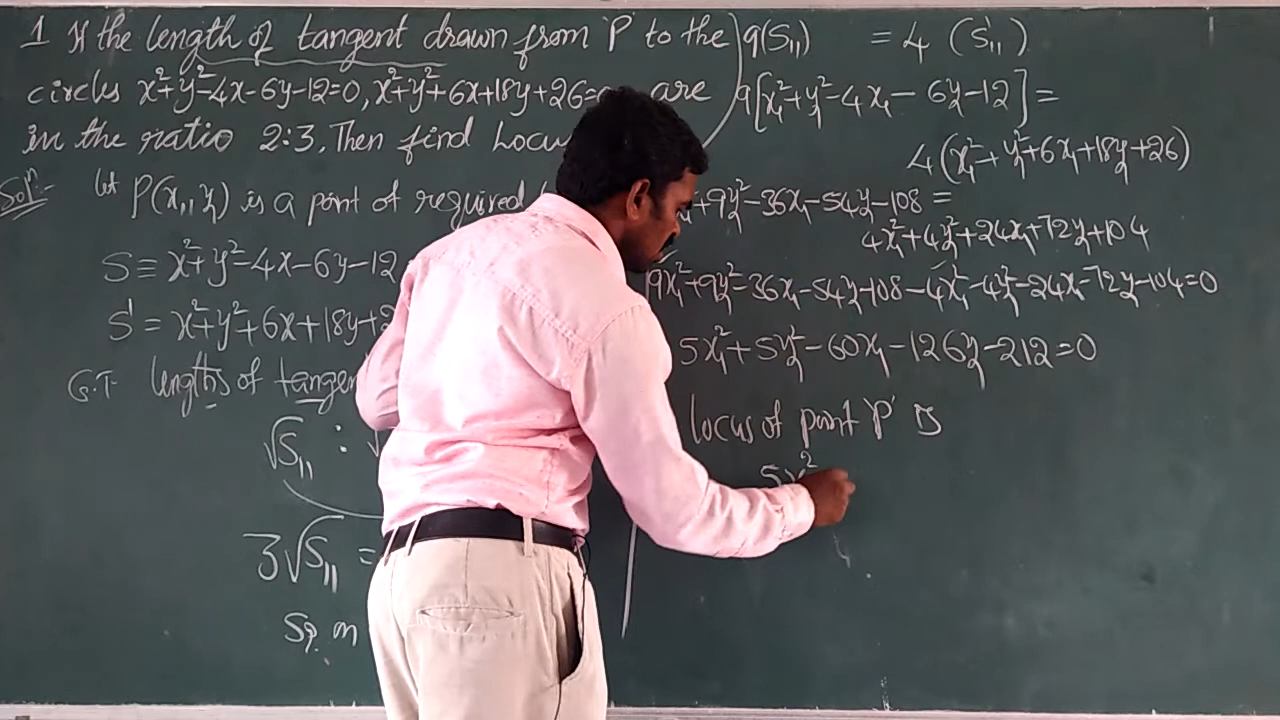 1 If the length of tangent drawn from 'P' to the
circles x²+y²-4x-6y-12=0, x²+y²+6x+18y+26=0 are
in the ratio 2:3. Then find
Sol:- let P(x₁, y₁) is a point of required
S ≡ x²+y²-4x-6y-12
S' = x²+y²+6x+18y+2
G.T lengths of
√S₁₁ : √
3√S₁₁ =
Sq. on
9(S₁₁) = 4 (S'₁₁)
9[x₁²+y₁²-4x₁-6y₁-12] =
4(x₁²+y₁²+6x₁+18y₁+26)
+9y₁²-36x₁-54y₁-108 =
4x₁²+4y₁²+24x₁+72y₁+104
9x₁²+9y₁²-36x₁-54y₁-108-4x₁²-4y₁²-24x₁-72y₁-104=0
5x₁²+5y₁²-60x₁-126y₁-212=0
locus of point 'P' is
5x²